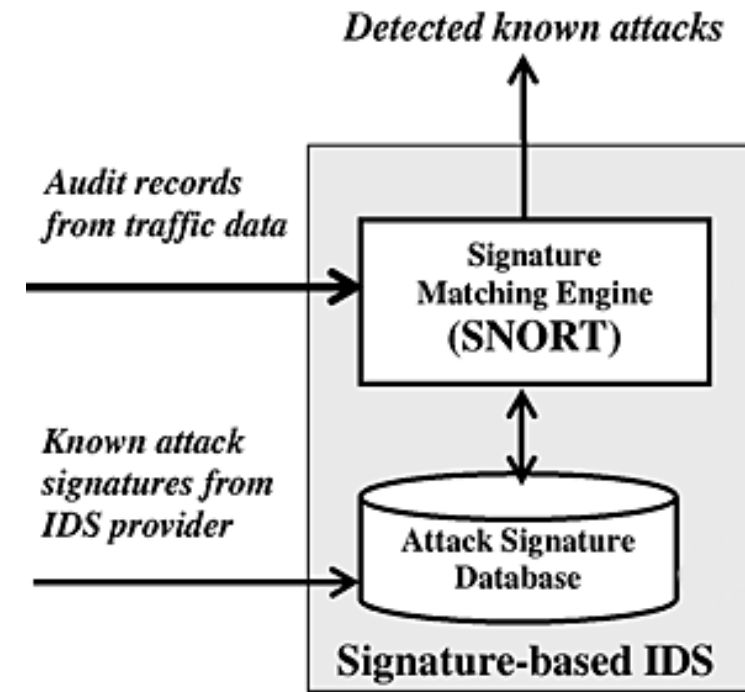 Detected known attacks
Audit records
from traffic data
Signature
Matching Engine
(SNORT)
Known attack
signatures from
IDS provider
Attack Signature
Database
Signature-based IDS